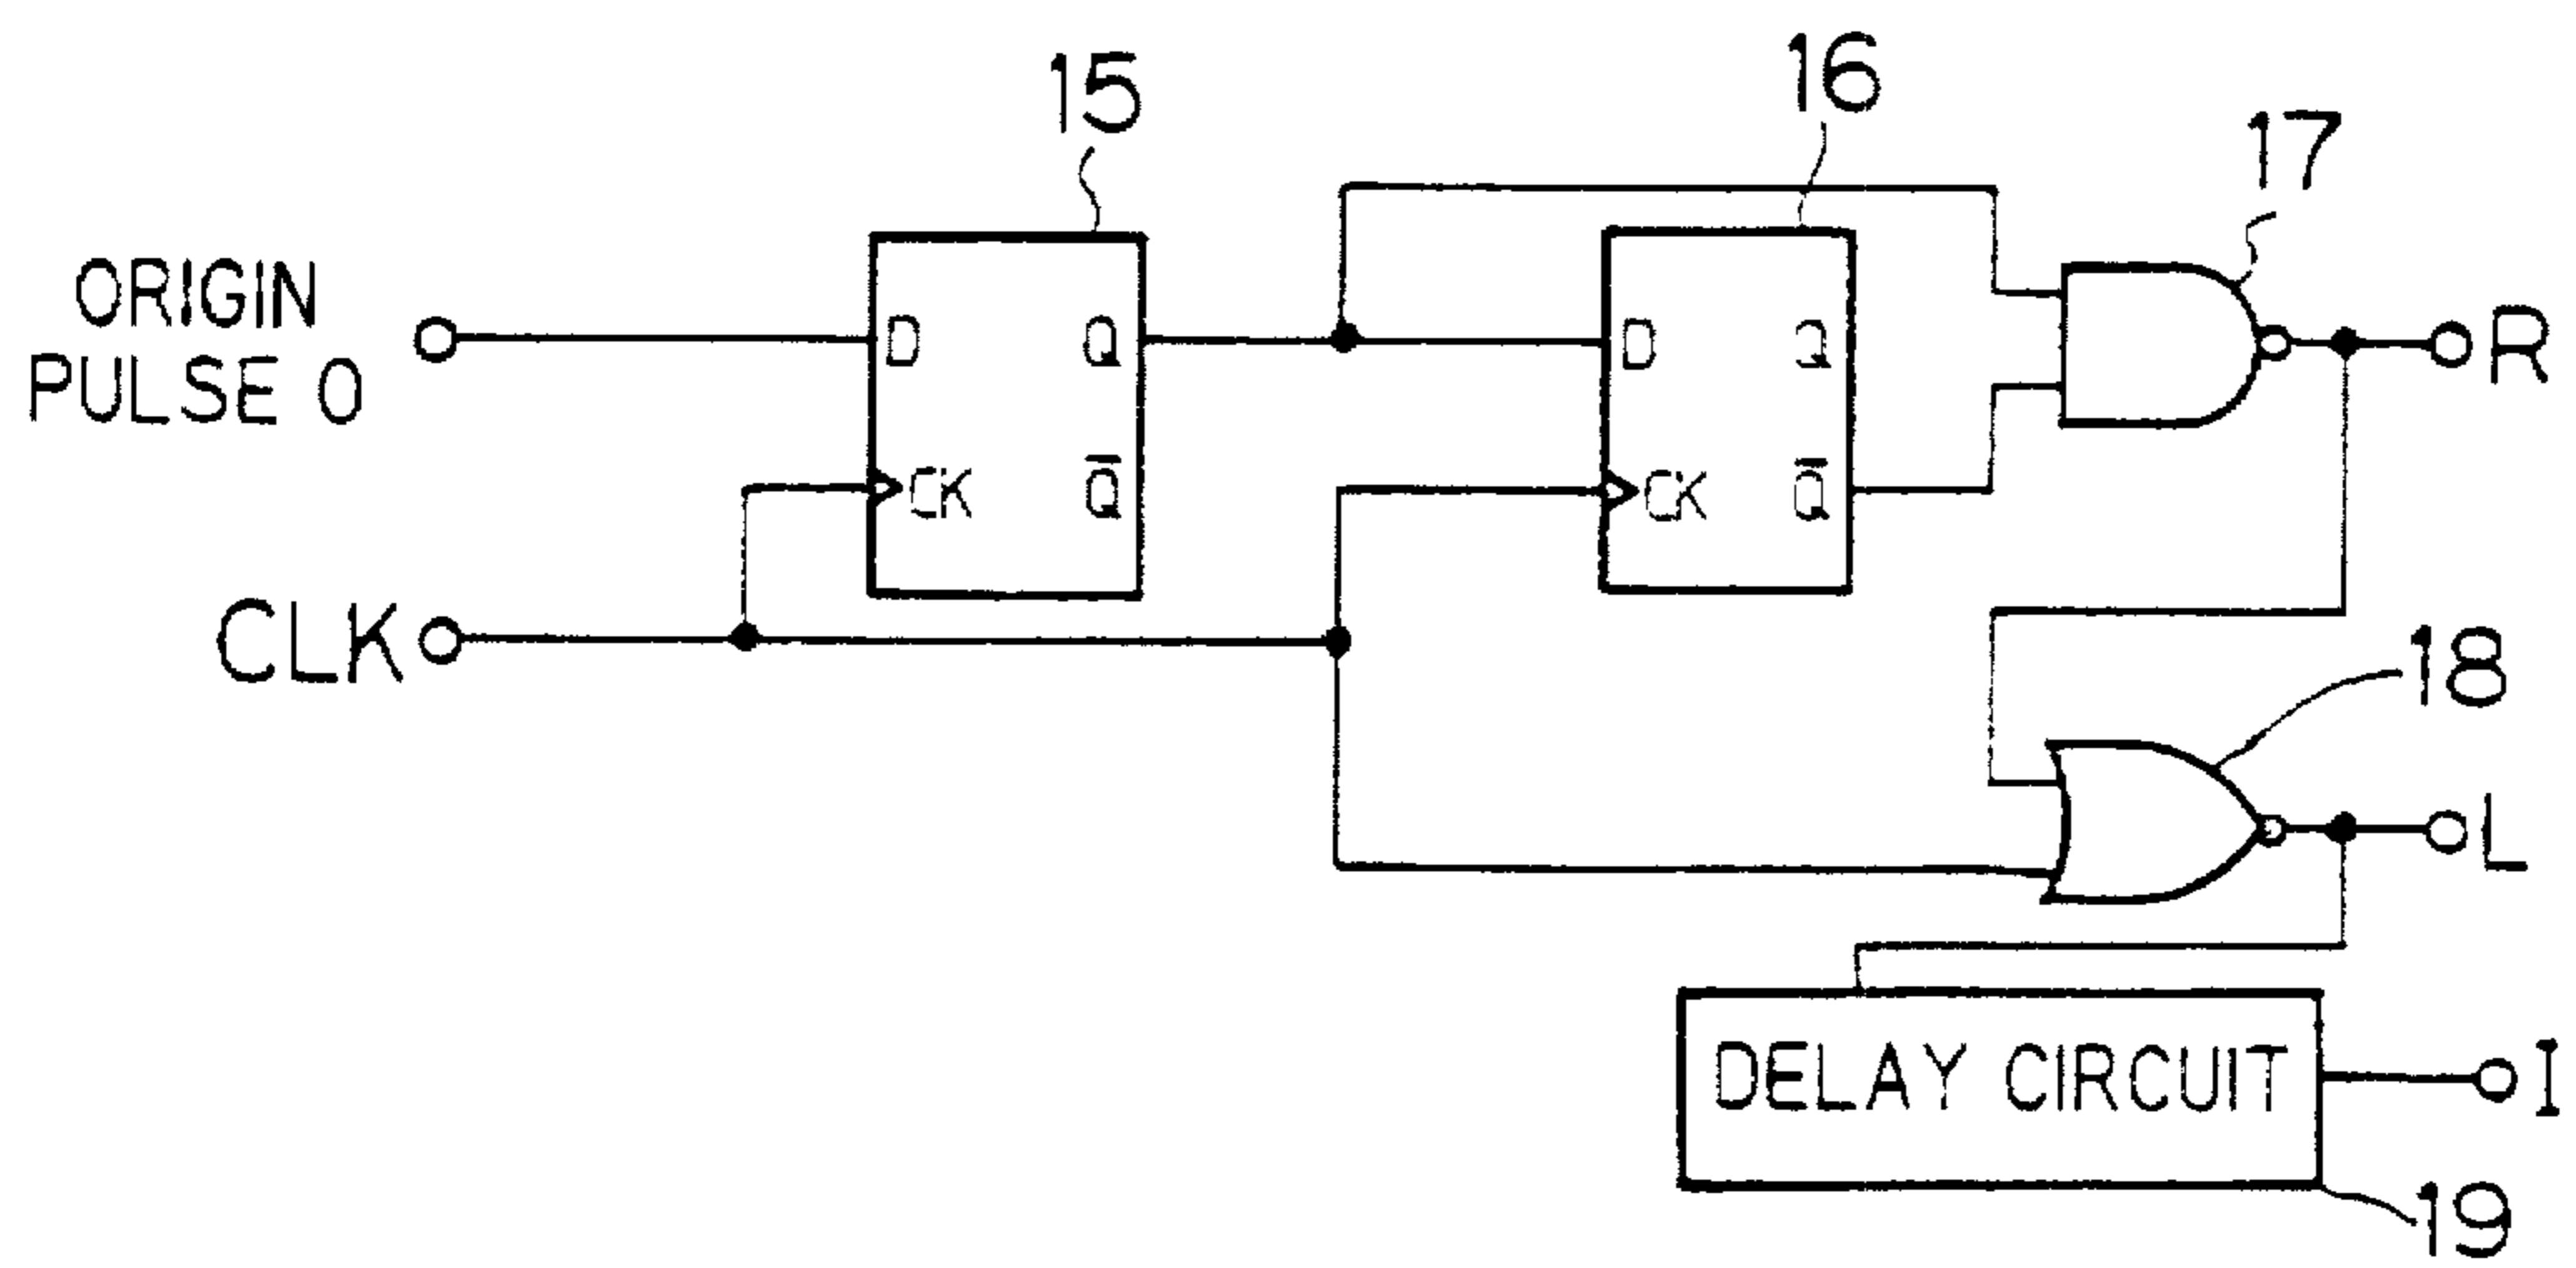 15
16
17
ORIGIN
PULSE O
D Q
CK Q̅
D Q
CK Q̅
R
CLK
18
L
DELAY CIRCUIT
I
19